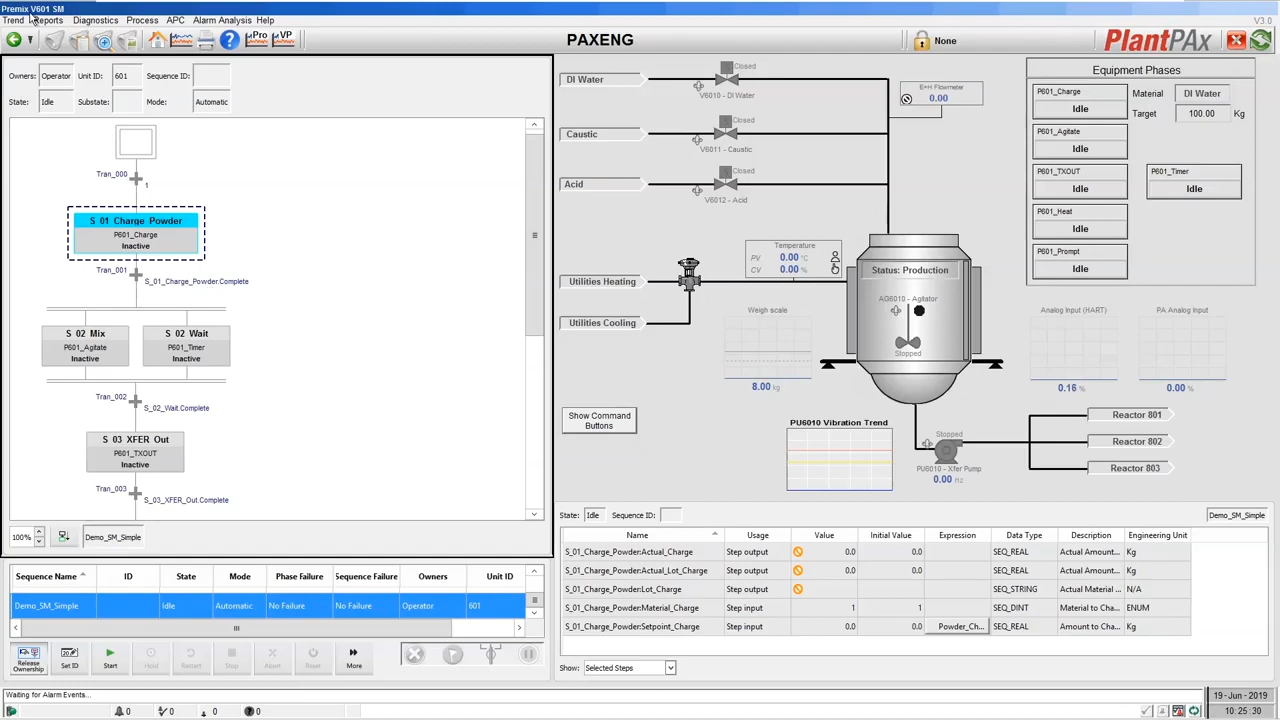 Premix V601 SM
Trend Reports Diagnostics Process APC Alarm Analysis Help
V3.0
Pro VP
PAXENG
None
PlantPAx
Owners: Operator Unit ID: 601 Sequence ID:
State: Idle Substate: Mode: Automatic
Tran_000
1
S_01_Charge_Powder
P601_Charge
Inactive
Tran_001
S_01_Charge_Powder.Complete
S_02_Mix
P601_Agitate
Inactive
S_02_Wait
P601_Timer
Inactive
Tran_002
S_02_Wait.Complete
S_03_XFER_Out
P601_TXOUT
Inactive
Tran_003
S_03_XFER_Out.Complete
100%
Demo_SM_Simple
Sequence Name ID State Mode Phase Failure Sequence Failure Owners Unit ID
Demo_SM_Simple Idle Automatic No Failure No Failure Operator 601
Release Ownership
Set ID
Start
Hold
Restart
Stop
Abort
Reset
More
DI Water
Closed
V6010 - DI Water
Caustic
Closed
V6011 - Caustic
Acid
Closed
V6012 - Acid
E+H Flowmeter
0.00
Utilities Heating
Utilities Cooling
Temperature
PV 0.00 °C
CV 0.00 %
Status: Production
AG6010 - Agitator
Stopped
Weigh scale
8.00 kg
Show Command
Buttons
PU6010 Vibration Trend
Stopped
PU6010 - Xfer Pump
0.00 Hz
Reactor 801
Reactor 802
Reactor 803
Equipment Phases
P601_Charge
Idle
Material DI Water
Target 100.00 Kg
P601_Agitate
Idle
P601_TXOUT
Idle
P601_Timer
Idle
P601_Heat
Idle
P601_Prompt
Idle
Analog Input (HART)
0.16 %
PA Analog Input
0.00 %
State: Idle Sequence ID: Demo_SM_Simple
Name Usage Value Initial Value Expression Data Type Description Engineering Unit
S_01_Charge_Powder:Actual_Charge Step output 0.0 0.0 SEQ_REAL Actual Amount... Kg
S_01_Charge_Powder:Actual_Lot_Charge Step output 0.0 0.0 SEQ_REAL Actual Amount... Kg
S_01_Charge_Powder:Lot_Charge Step output SEQ_STRING Actual Material ... N/A
S_01_Charge_Powder:Material_Charge Step input 1 1 SEQ_DINT Material to Cha... ENUM
S_01_Charge_Powder:Setpoint_Charge Step input 0.0 0.0 Powder_Ch... SEQ_REAL Amount to Cha... Kg
Show: Selected Steps
Waiting for Alarm Events...
0 0 0 0
19-Jun-2019
10:25:30